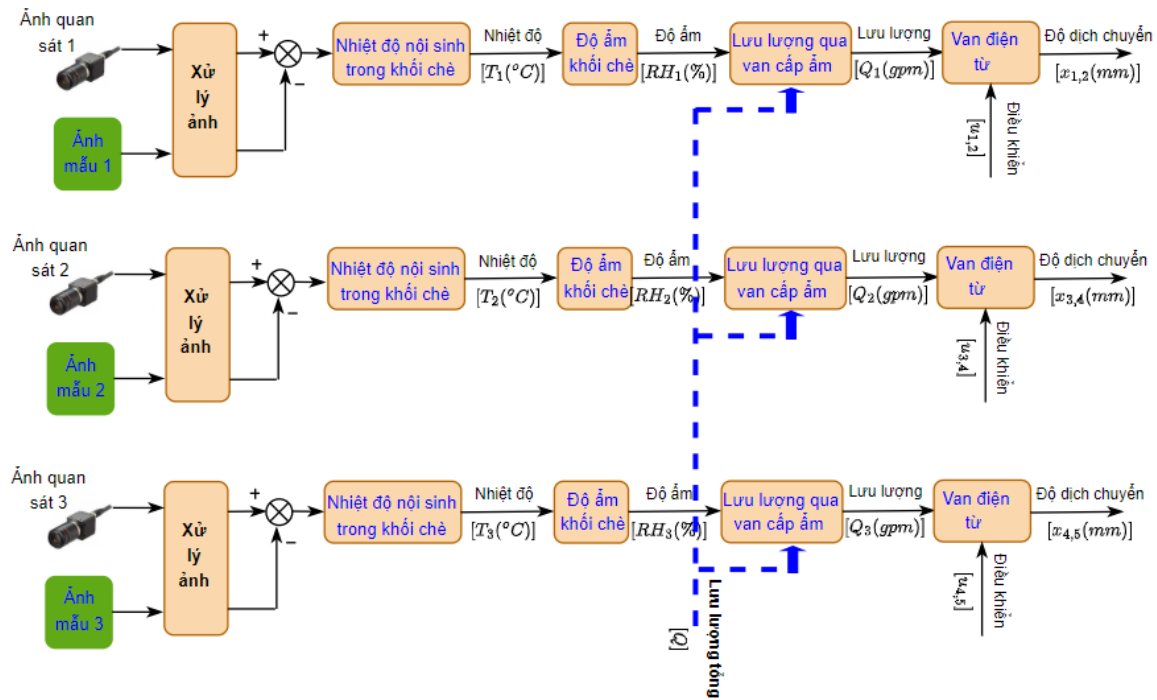 Ảnh quan
sát 1
Xử
lý
ảnh
Ảnh
mẫu 1
+
−
Nhiệt độ nội sinh
trong khối chè
Nhiệt độ
[T₁(°C)]
Độ ẩm
khối chè
Độ ẩm
[RH₁(%)]
Lưu lượng qua
van cấp ẩm
Lưu lượng
[Q₁(gpm)]
Van điện
từ
Độ dịch chuyển
[x₁,₂(mm)]
Điều khiển
[u₁,₂]
Ảnh quan
sát 2
Xử
lý
ảnh
Ảnh
mẫu 2
+
−
Nhiệt độ nội sinh
trong khối chè
Nhiệt độ
[T₂(°C)]
Độ ẩm
khối chè
Độ ẩm
[RH₂(%)]
Lưu lượng qua
van cấp ẩm
Lưu lượng
[Q₂(gpm)]
Van điện
từ
Độ dịch chuyển
[x₃,₄(mm)]
Điều khiển
[u₃,₄]
Ảnh quan
sát 3
Xử
lý
ảnh
Ảnh
mẫu 3
+
−
Nhiệt độ nội sinh
trong khối chè
Nhiệt độ
[T₃(°C)]
Độ ẩm
khối chè
Độ ẩm
[RH₃(%)]
Lưu lượng qua
van cấp ẩm
Lưu lượng
[Q₃(gpm)]
Van điện
từ
Độ dịch chuyển
[x₄,₅(mm)]
Điều khiển
[u₄,₅]
Lưu lượng tổng
[Q]